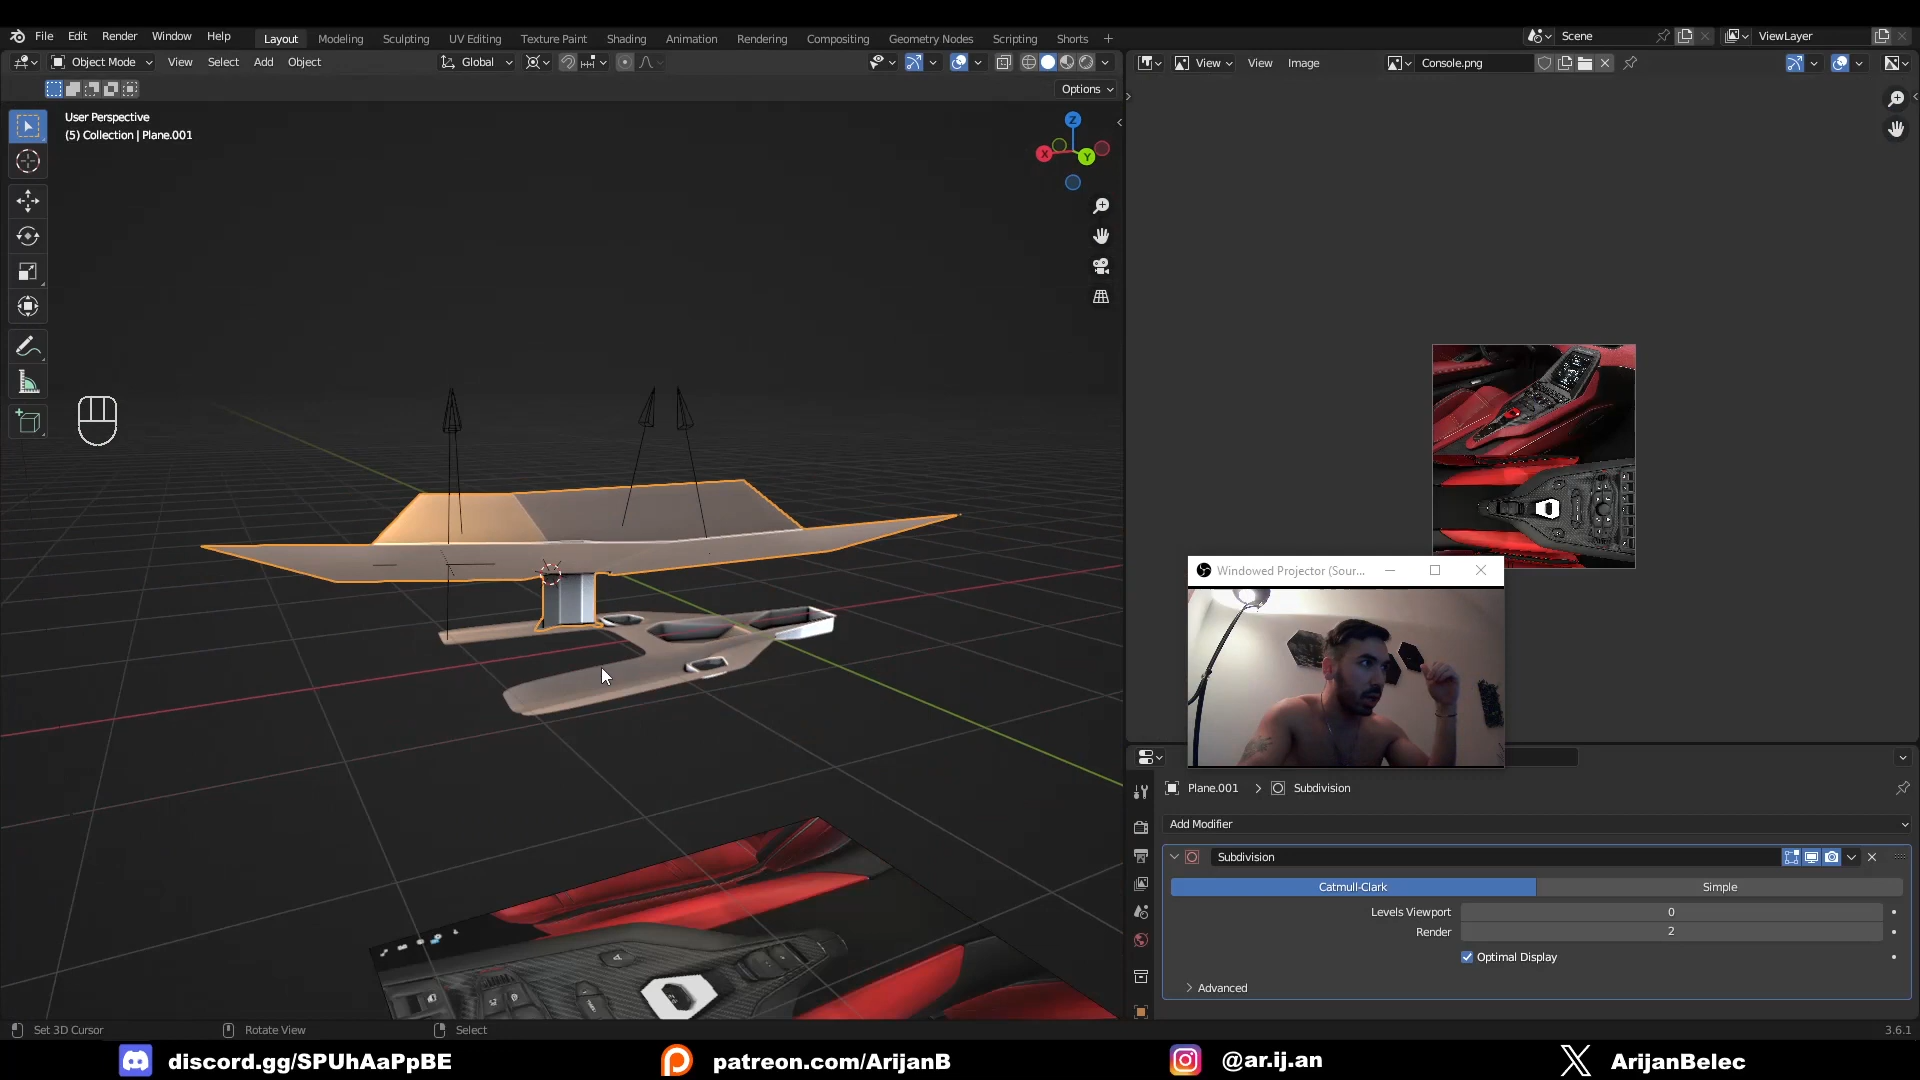 File Edit Render Window Help
Layout Modeling Sculpting UV Editing Texture Paint Shading Animation Rendering Compositing Geometry Nodes Scripting Shorts +
Scene
ViewLayer
Object Mode View Select Add Object
Global
View View Image
Console.png
Options
User Perspective
(5) Collection | Plane.001
Z
X
Y
Windowed Projector (Sour...
Plane.001 > Subdivision
Add Modifier
Subdivision
Catmull-Clark Simple
Levels Viewport 0
Render 2
Optimal Display
Advanced
Set 3D Cursor
Rotate View
Select
3.6.1
discord.gg/SPUhAaPpBE
patreon.com/ArijanB
@ar.ij.an
ArijanBelec